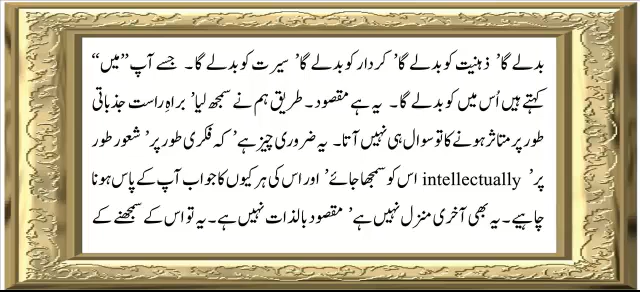 بدلے گا‘ ذہنیت کو بدلے گا‘ کردار کو بدلے گا‘ سیرت کو بدلے گا۔ جسے آپ ”میں“
کہتے ہیں اُس میں کو بدلے گا۔ یہ ہے مقصود۔ طریق ہم نے سمجھ لیا‘ براہِ راست جذباتی
طور پر متاثر ہونے کا تو سوال ہی نہیں آتا۔ یہ ضروری چیز ہے‘ کہ فکری طور پر‘ شعور طور
پر‘ intellectually اس کو سمجھا جائے‘ اور اس کی ہر کیوں کا جواب آپ کے پاس ہونا
چاہیے۔ یہ بھی آخری منزل نہیں ہے‘ مقصود بالذات نہیں ہے۔ یہ تو اس کے سمجھنے کے